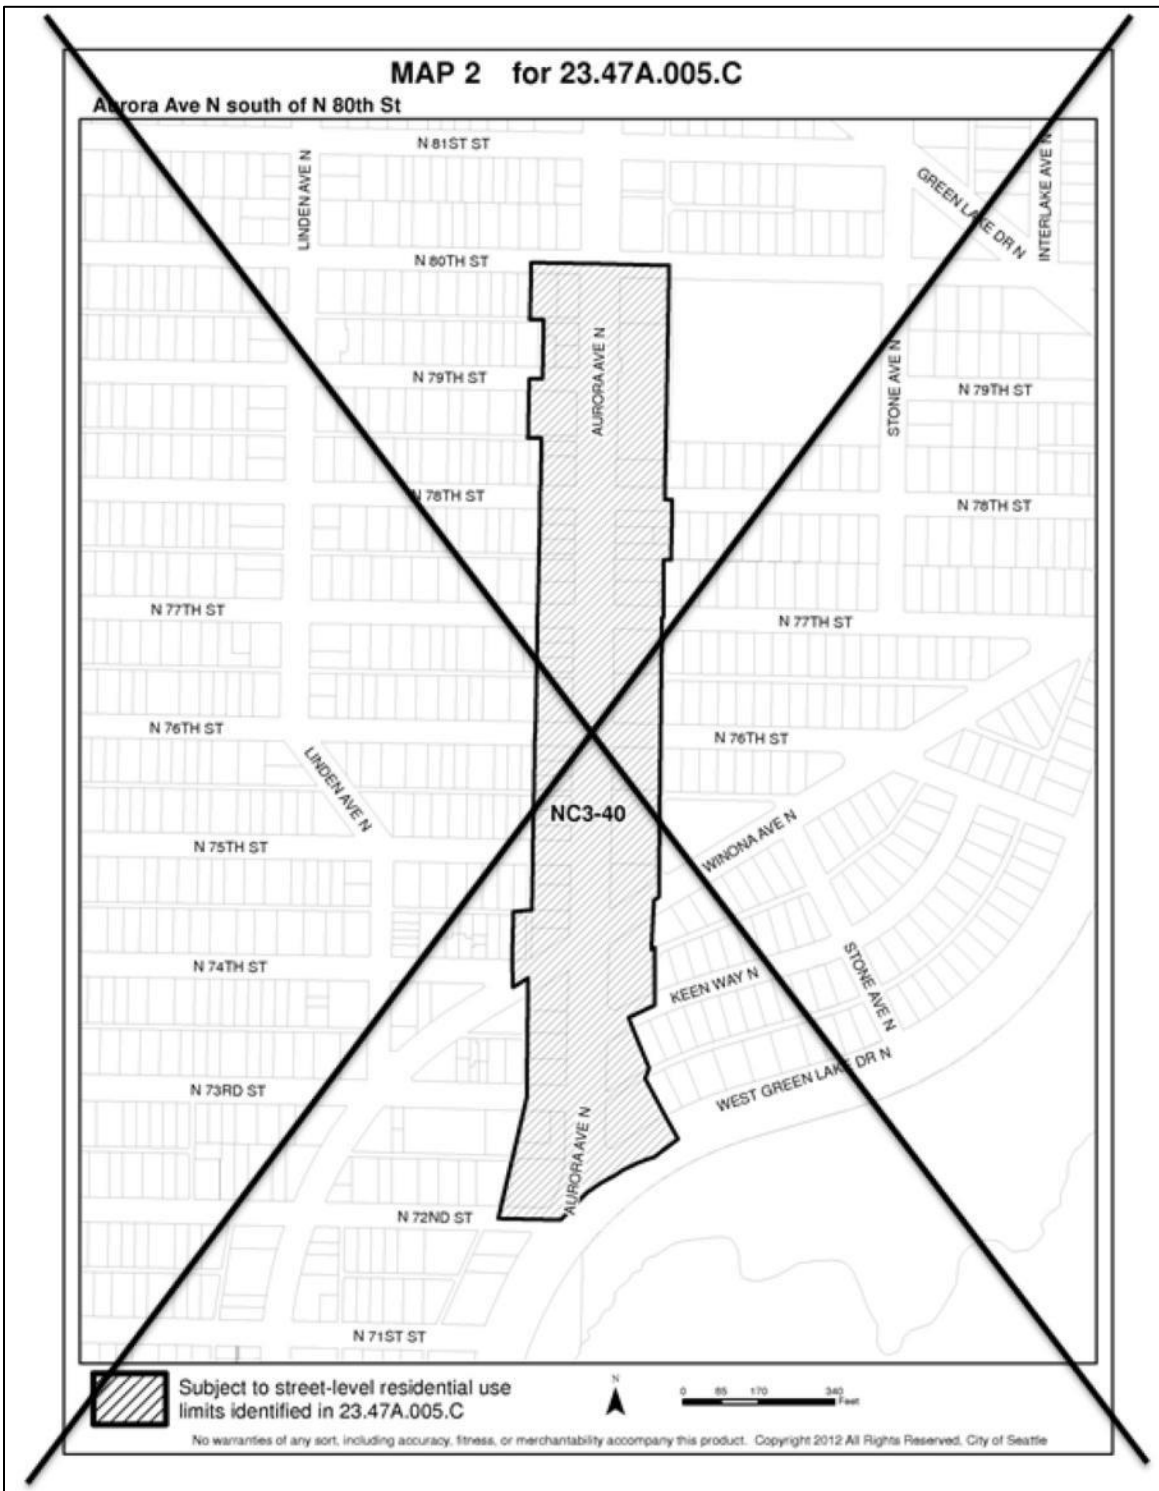 MAP 2 for 23.47A.005.C
Aurora Ave N south of N 80th St
N 81ST ST
LINDEN AVE N
GREEN LAKE DR N
INTERLAKE AVE N
N 80TH ST
AURORA AVE N
STONE AVE N
N 79TH ST
N 79TH ST
N 78TH ST
N 78TH ST
N 77TH ST
N 77TH ST
N 76TH ST
N 76TH ST
LINDEN AVE N
NC3-40
WINONA AVE N
N 75TH ST
N 74TH ST
KEEN WAY N
STONE AVE N
N 73RD ST
WEST GREEN LAKE DR N
AURORA AVE N
N 72ND ST
N 71ST ST
Subject to street-level residential use
limits identified in 23.47A.005.C
N
0 85 170 340
Feet
No warranties of any sort, including accuracy, fitness, or merchantability accompany this product. Copyright 2012 All Rights Reserved, City of Seattle